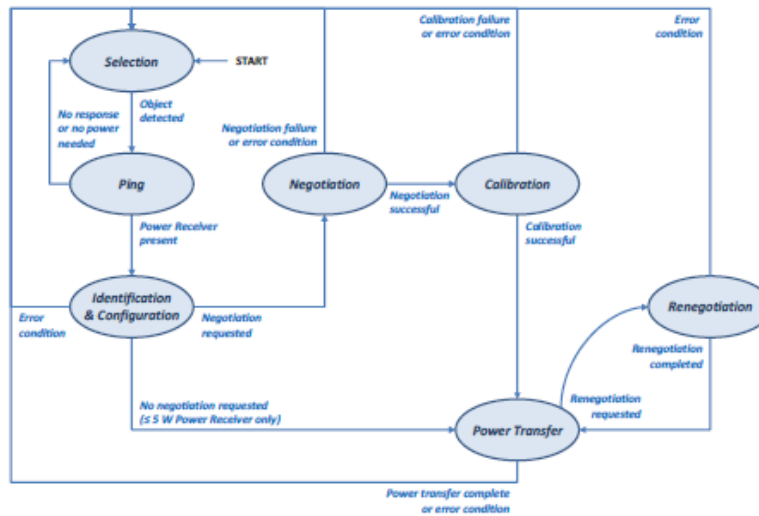 Calibration failure
or error condition
Error
condition
Selection
START
No response
or no power
needed
Object
detected
Negotiation failure
or error condition
Ping
Negotiation
Negotiation
successful
Calibration
Power Receiver
present
Calibration
successful
Identification
& Configuration
Error
condition
Negotiation
requested
Renegotiation
Renegotiation
completed
No negotiation requested
(≤ 5 W Power Receiver only)
Renegotiation
requested
Power Transfer
Power transfer complete
or error condition